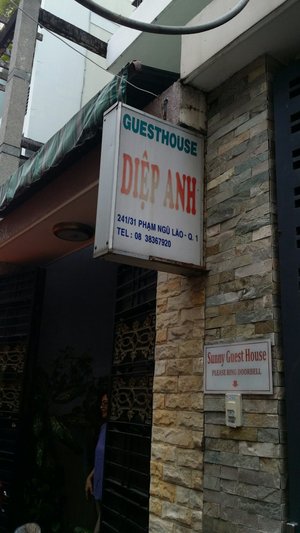 GUESTHOUSE
DIỆP ANH
241/31 PHẠM NGŨ LÃO - Q. 1
TEL : 08 38367920
Sunny Guest House
PLEASE RING DOORBELL